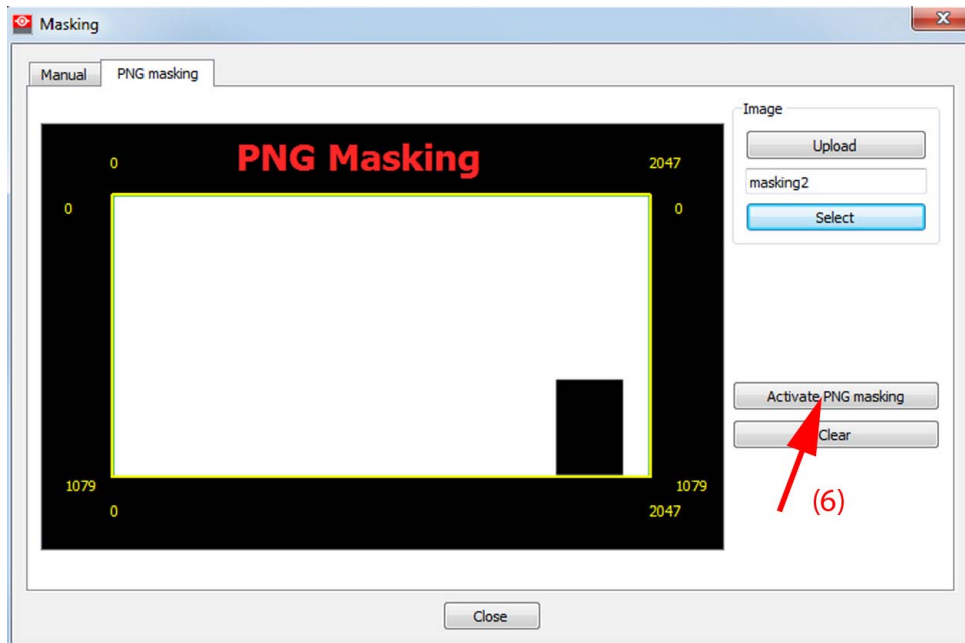 Masking
Manual PNG masking
Image
Upload
masking2
Select
PNG Masking
0 2047
0 0
1079 1079
0 2047
Activate PNG masking
Clear
(6)
Close